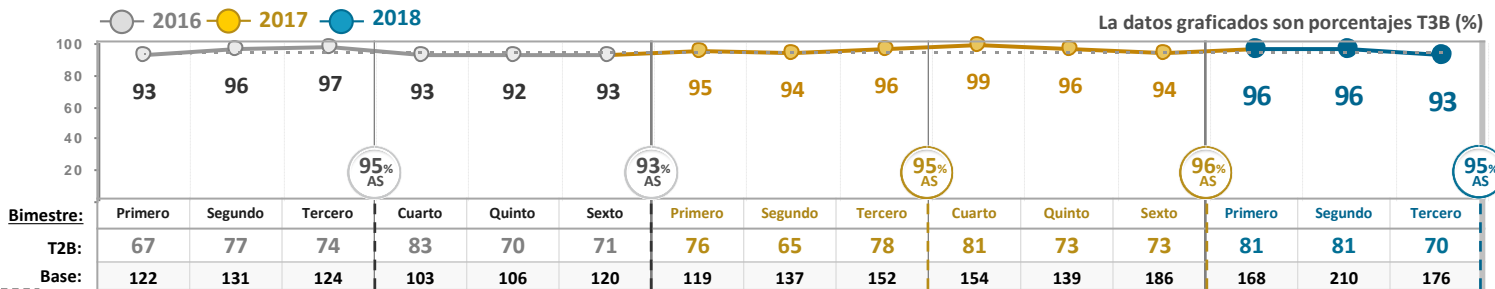 2016 2017 2018 La datos graficados son porcentajes T3B (%)
100
80
60
40
20
93 96 97 93 92 93 95 94 96 99 96 94 96 96 93
95% AS 93% AS 95% AS 96% AS 95% AS
Bimestre: Primero Segundo Tercero Cuarto Quinto Sexto Primero Segundo Tercero Cuarto Quinto Sexto Primero Segundo Tercero
T2B: 67 77 74 83 70 71 76 65 78 81 73 73 81 81 70
Base: 122 131 124 103 106 120 119 137 152 154 139 186 168 210 176